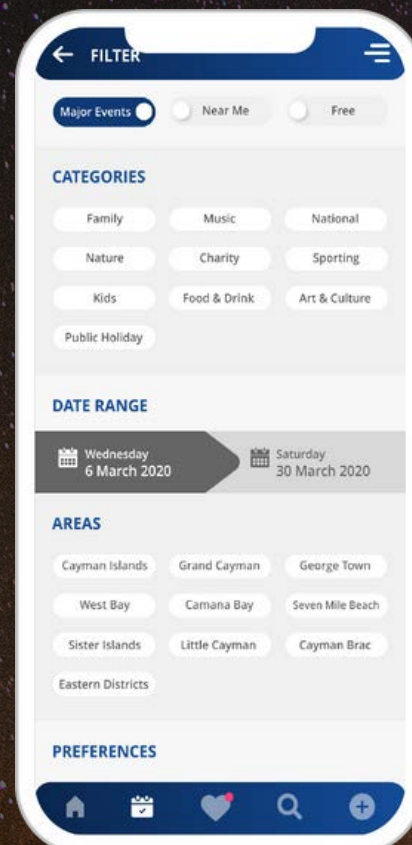 FILTER
Major Events Near Me Free
CATEGORIES
Family Music National
Nature Charity Sporting
Kids Food & Drink Art & Culture
Public Holiday
DATE RANGE
Wednesday Saturday
6 March 2020 30 March 2020
AREAS
Cayman Islands Grand Cayman George Town
West Bay Camana Bay Seven Mile Beach
Sister Islands Little Cayman Cayman Brac
Eastern Districts
PREFERENCES